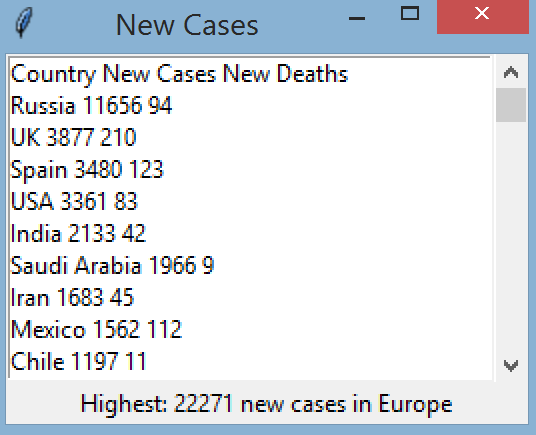 New Cases
Country New Cases New Deaths
Russia 11656 94
UK 3877 210
Spain 3480 123
USA 3361 83
India 2133 42
Saudi Arabia 1966 9
Iran 1683 45
Mexico 1562 112
Chile 1197 11
Highest: 22271 new cases in Europe